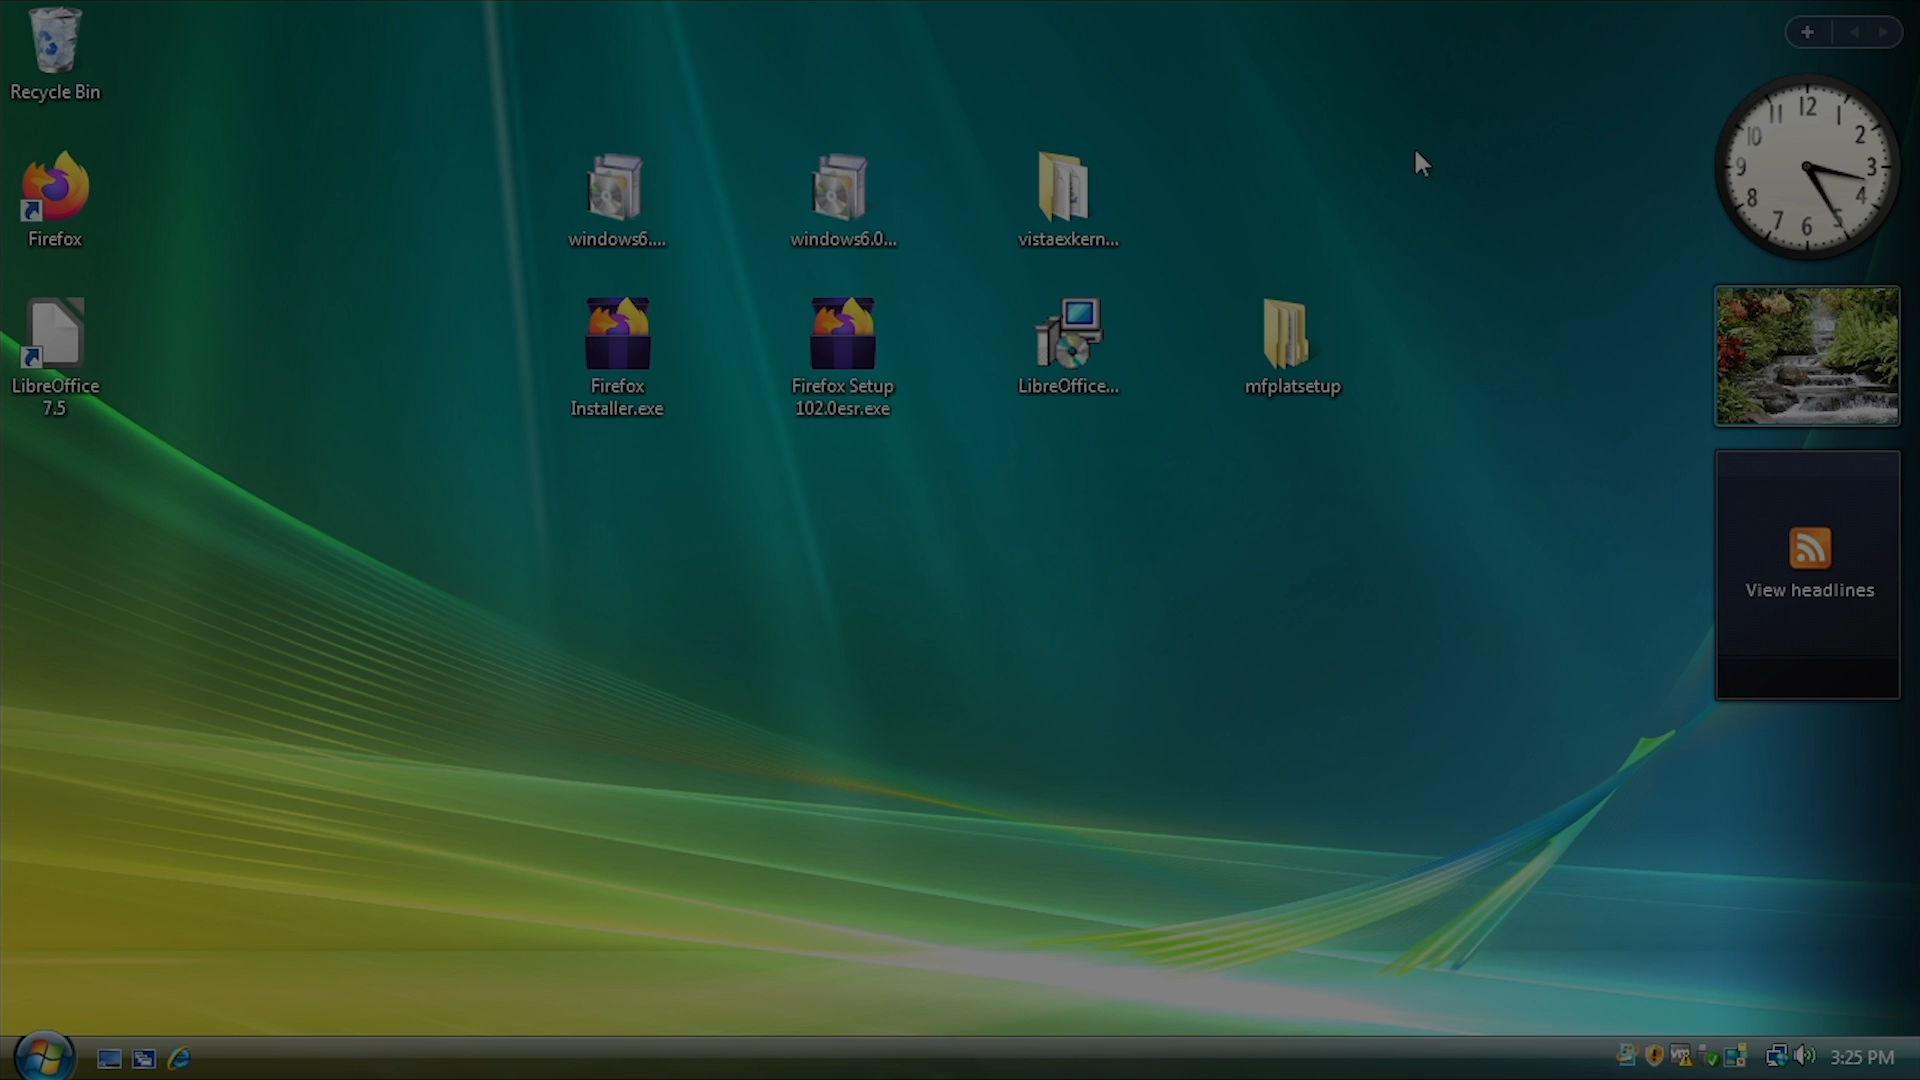 Recycle Bin
Firefox
LibreOffice
7.5
windows6....
windows6.0...
vistaexkern...
Firefox
Installer.exe
Firefox Setup
102.0esr.exe
LibreOffice...
mfplatsetup
12
11 1
10 2
9 3
8 4
7 5
6
View headlines
3:25 PM